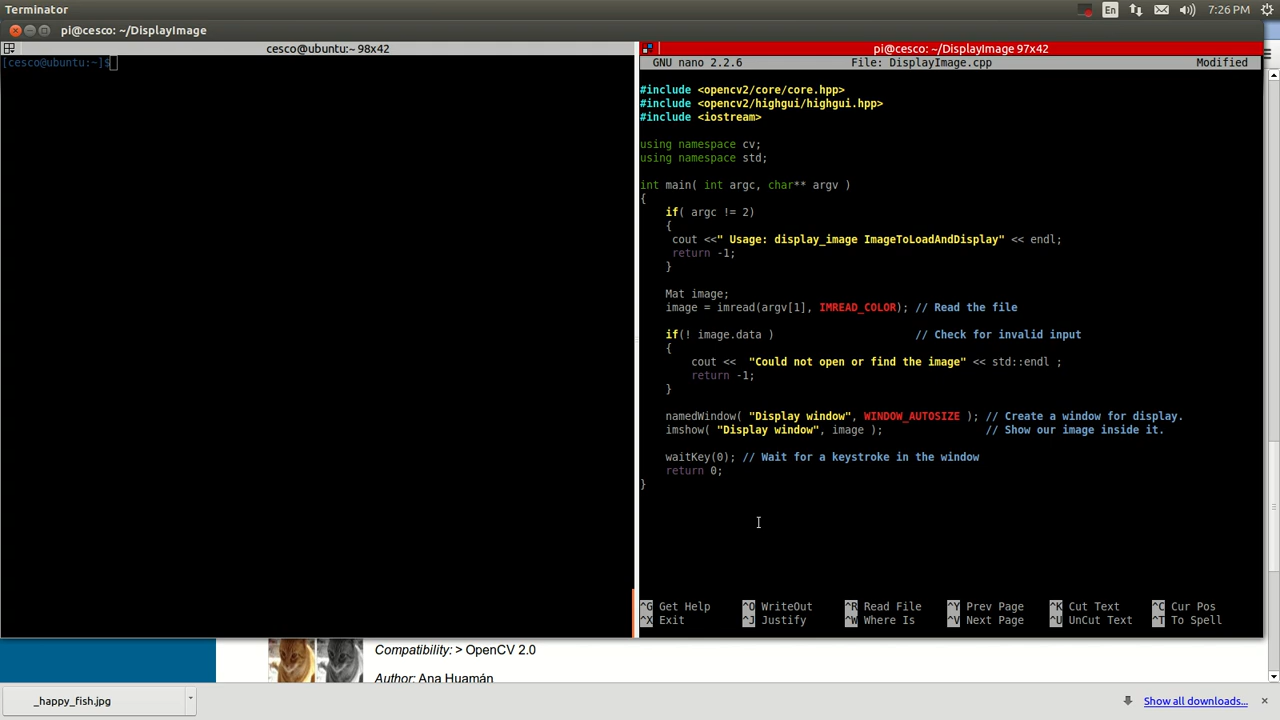 Terminator
En
7:26 PM
pi@cesco: ~/DisplayImage
cesco@ubuntu:~ 98x42
[cesco@ubuntu:~]$
pi@cesco: ~/DisplayImage 97x42
GNU nano 2.2.6 File: DisplayImage.cpp Modified
#include <opencv2/core/core.hpp>
#include <opencv2/highgui/highgui.hpp>
#include <iostream>
using namespace cv;
using namespace std;
int main( int argc, char** argv )
{
if( argc != 2)
{
cout <<" Usage: display_image ImageToLoadAndDisplay" << endl;
return -1;
}
Mat image;
image = imread(argv[1], IMREAD_COLOR); // Read the file
if(! image.data ) // Check for invalid input
{
cout << "Could not open or find the image" << std::endl ;
return -1;
}
namedWindow( "Display window", WINDOW_AUTOSIZE ); // Create a window for display.
imshow( "Display window", image ); // Show our image inside it.
waitKey(0); // Wait for a keystroke in the window
return 0;
}
^G Get Help ^O WriteOut ^R Read File ^Y Prev Page ^K Cut Text ^C Cur Pos
^X Exit ^J Justify ^W Where Is ^V Next Page ^U UnCut Text ^T To Spell
Compatibility: > OpenCV 2.0
Author: Ana Huamán
_happy_fish.jpg
Show all downloads...